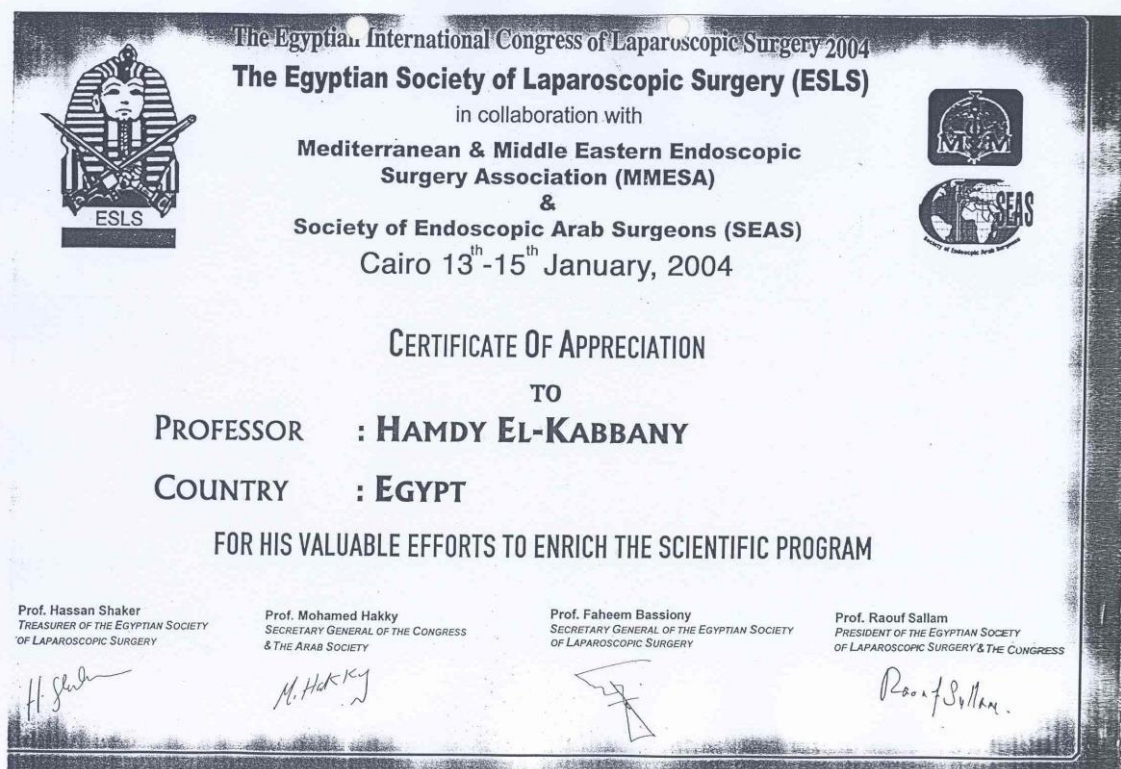 The Egyptian International Congress of Laparoscopic Surgery 2004
The Egyptian Society of Laparoscopic Surgery (ESLS)
in collaboration with
Mediterranean & Middle Eastern Endoscopic
Surgery Association (MMESA)
&
Society of Endoscopic Arab Surgeons (SEAS)
Cairo 13th-15th January, 2004
ESLS
SEAS
Society of Endoscopic Arab Surgeons
CERTIFICATE OF APPRECIATION
TO
PROFESSOR : HAMDY EL-KABBANY
COUNTRY : EGYPT
FOR HIS VALUABLE EFFORTS TO ENRICH THE SCIENTIFIC PROGRAM
Prof. Hassan Shaker
TREASURER OF THE EGYPTIAN SOCIETY
OF LAPAROSCOPIC SURGERY
Prof. Mohamed Hakky
SECRETARY GENERAL OF THE CONGRESS
& THE ARAB SOCIETY
M. Hakky
Prof. Faheem Bassiony
SECRETARY GENERAL OF THE EGYPTIAN SOCIETY
OF LAPAROSCOPIC SURGERY
Prof. Raouf Sallam
PRESIDENT OF THE EGYPTIAN SOCIETY
OF LAPAROSCOPIC SURGERY & THE CONGRESS
Raouf Sallam.